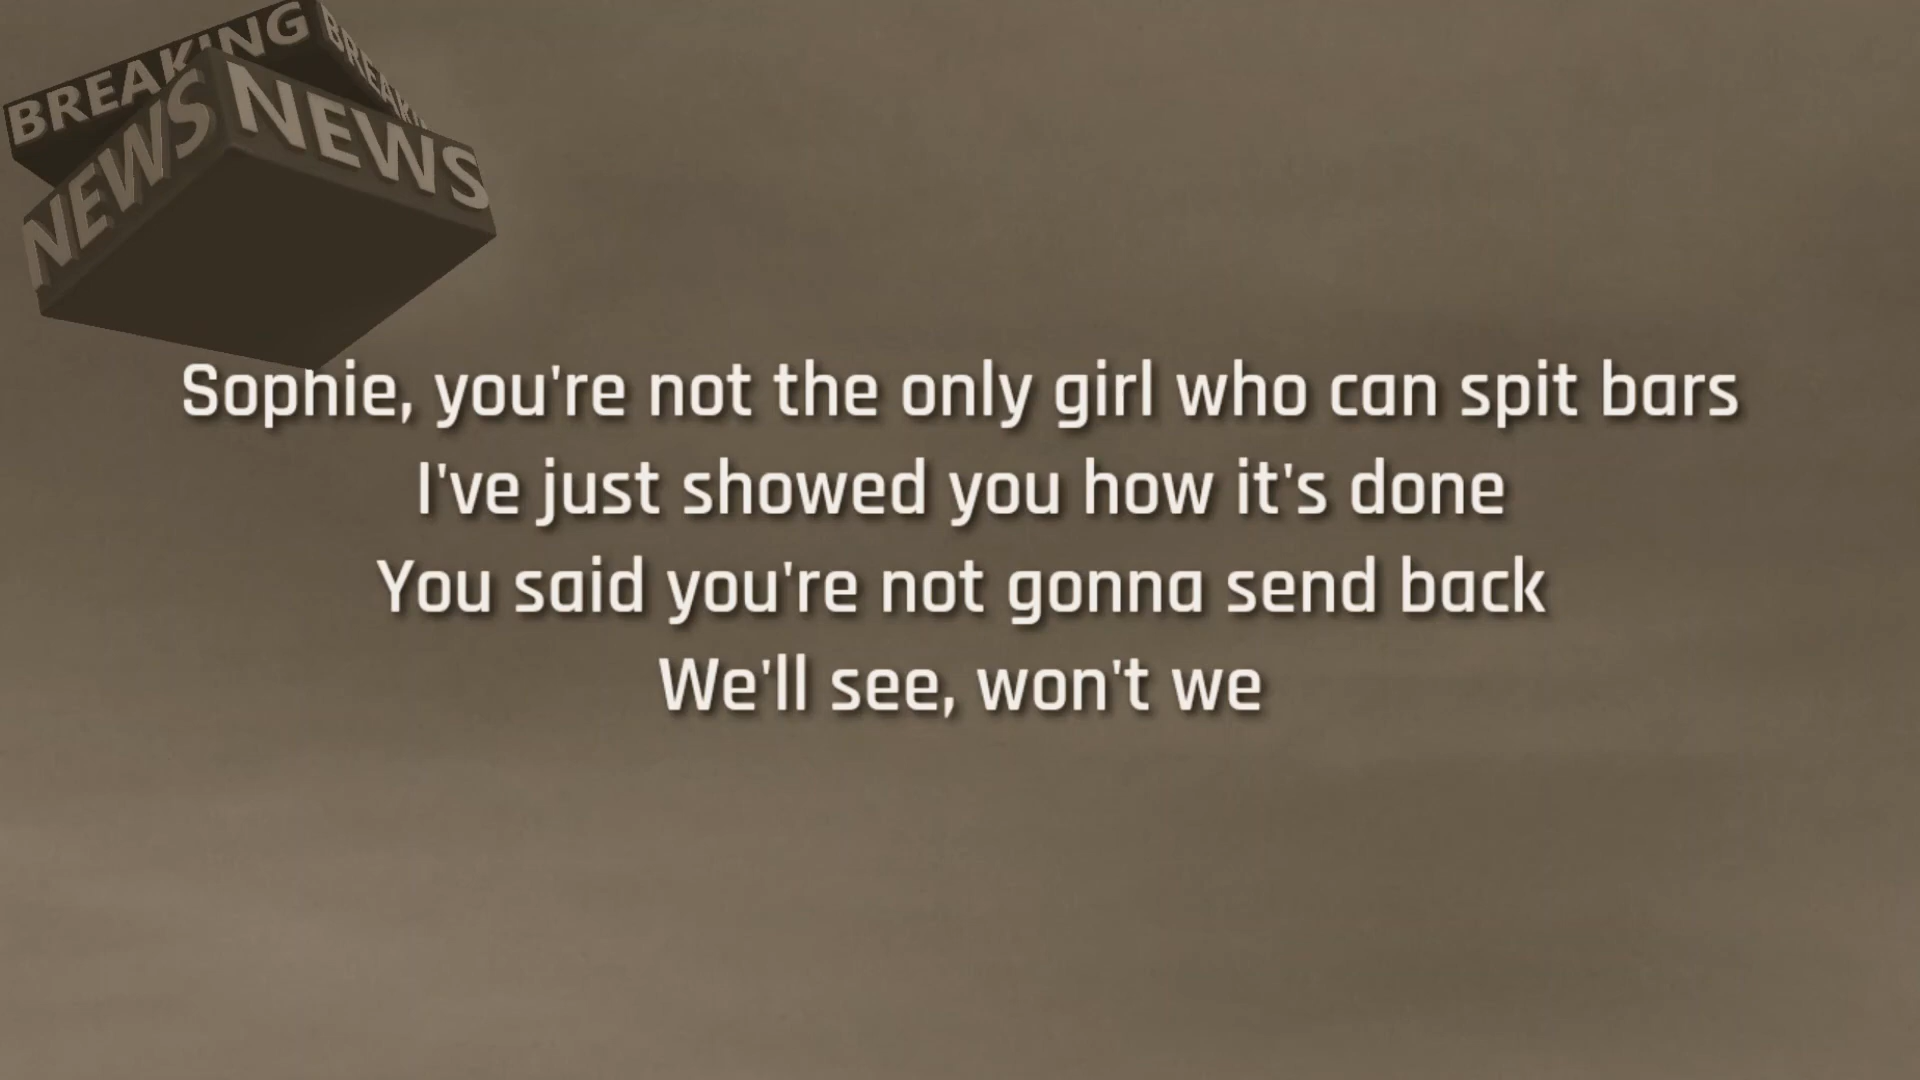 BREAKING
BREAKI
NEWS
NEWS
Sophie, you're not the only girl who can spit bars
I've just showed you how it's done
You said you're not gonna send back
We'll see, won't we